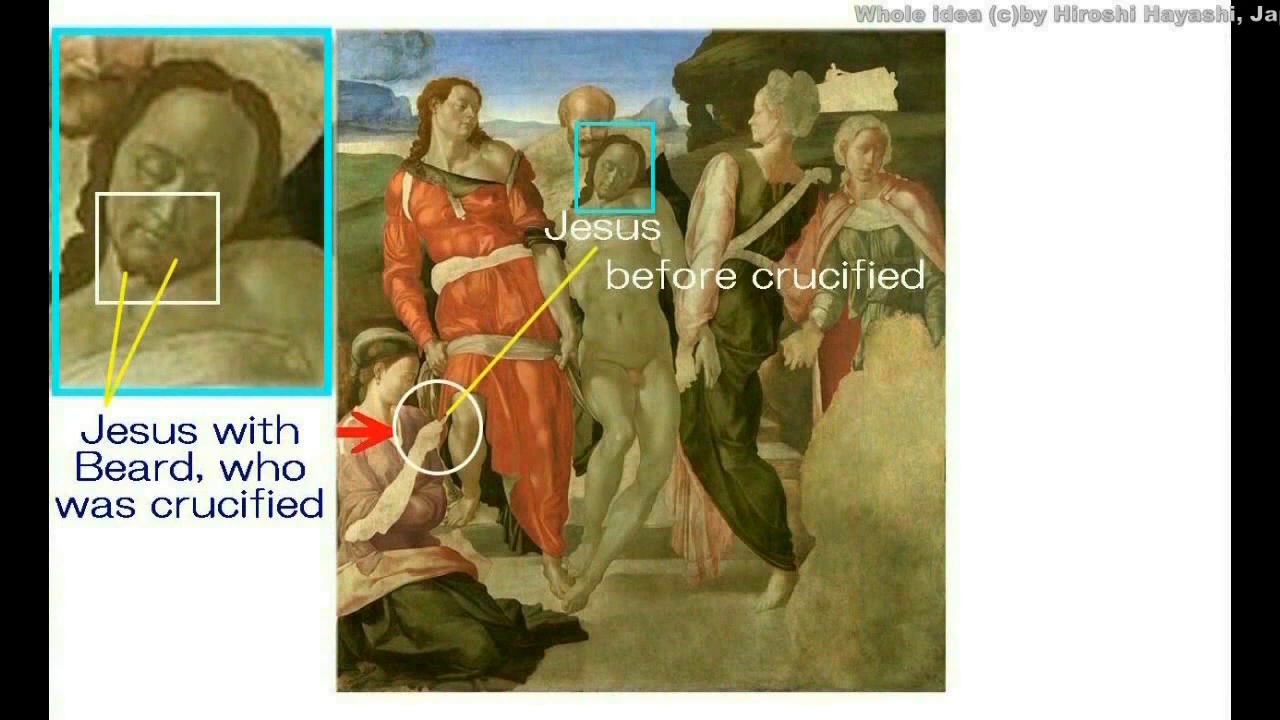 Whole idea (c)by Hiroshi Hayashi, Ja
Jesus
before crucified
Jesus with
Beard, who
was crucified